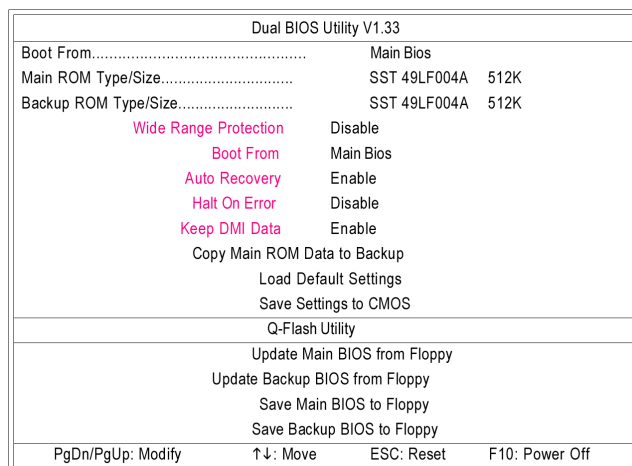 Dual BIOS Utility V1.33
Boot From.................................................. Main Bios
Main ROM Type/Size............................... SST 49LF004A 512K
Backup ROM Type/Size........................... SST 49LF004A 512K
Wide Range Protection Disable
Boot From Main Bios
Auto Recovery Enable
Halt On Error Disable
Keep DMI Data Enable
Copy Main ROM Data to Backup
Load Default Settings
Save Settings to CMOS
Q-Flash Utility
Update Main BIOS from Floppy
Update Backup BIOS from Floppy
Save Main BIOS to Floppy
Save Backup BIOS to Floppy
PgDn/PgUp: Modify ↑↓: Move ESC: Reset F10: Power Off